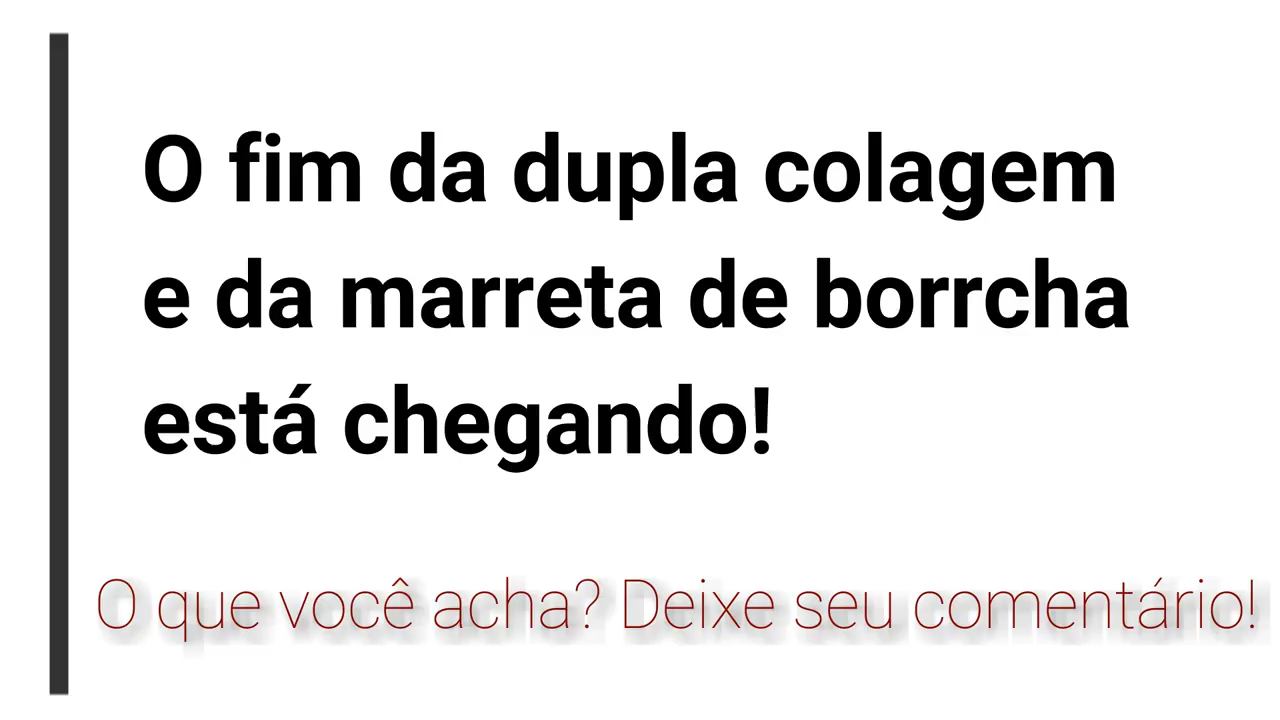 O fim da dupla colagem
e da marreta de borrcha
está chegando!
O que você acha? Deixe seu comentário!